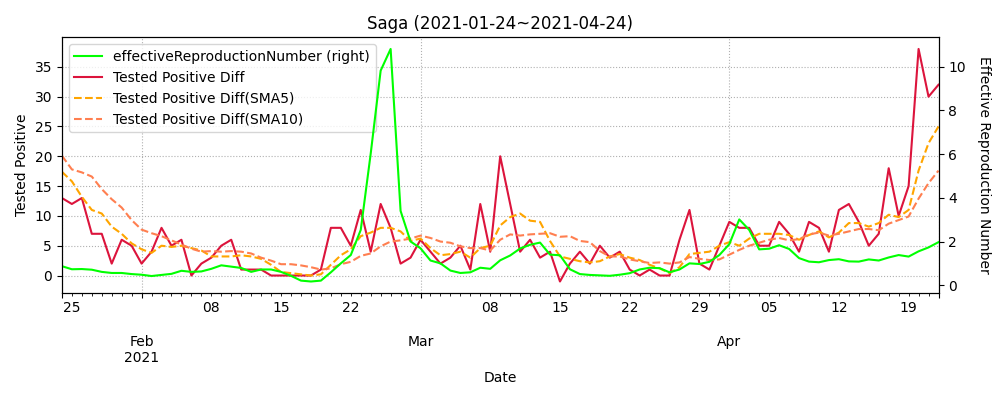 Saga (2021-01-24~2021-04-24)
effectiveReproductionNumber (right)
Tested Positive Diff
Tested Positive Diff(SMA5)
Tested Positive Diff(SMA10)
Tested Positive
35
30
25
20
15
10
5
0
Effective Reproduction Number
10
8
6
4
2
0
25 08 15 22 08 15 22 29 05 12 19
Feb Mar Apr
2021
Date